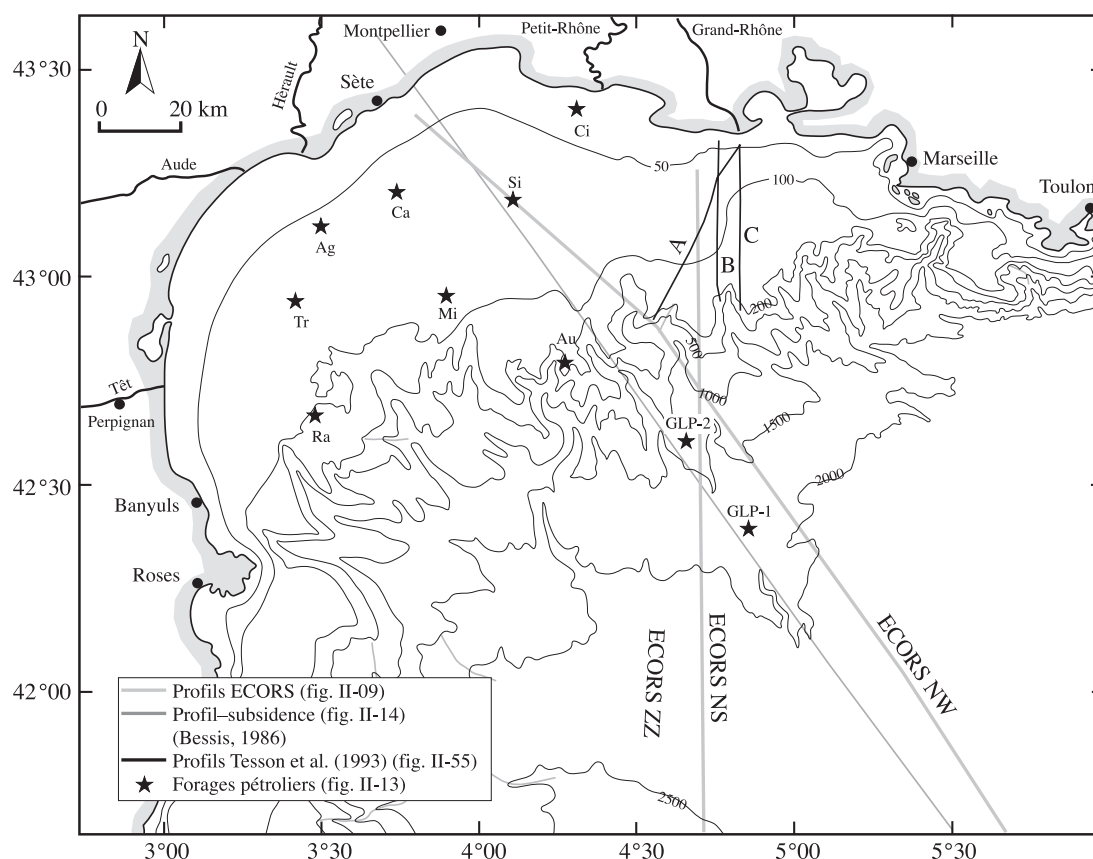 Montpellier
Petit-Rhône
Grand-Rhône
43°30
N
Hèrault
Sète
0 20 km
Ci
Aude
50
Marseille
Si
100
Toulon
Ca
Ag
A
C
B
43°00
Tr
Mi
200
Au
500
Têt
1000
Perpignan
Ra
GLP-2
1500
42°30
2000
Banyuls
GLP-1
Roses
ECORS ZZ
ECORS NS
ECORS NW
42°00
Profils ECORS (fig. II-09)
Profil–subsidence (fig. II-14)
(Bessis, 1986)
Profils Tesson et al. (1993) (fig. II-55)
Forages pétroliers (fig. II-13)
2500
3°00 3°30 4°00 4°30 5°00 5°30